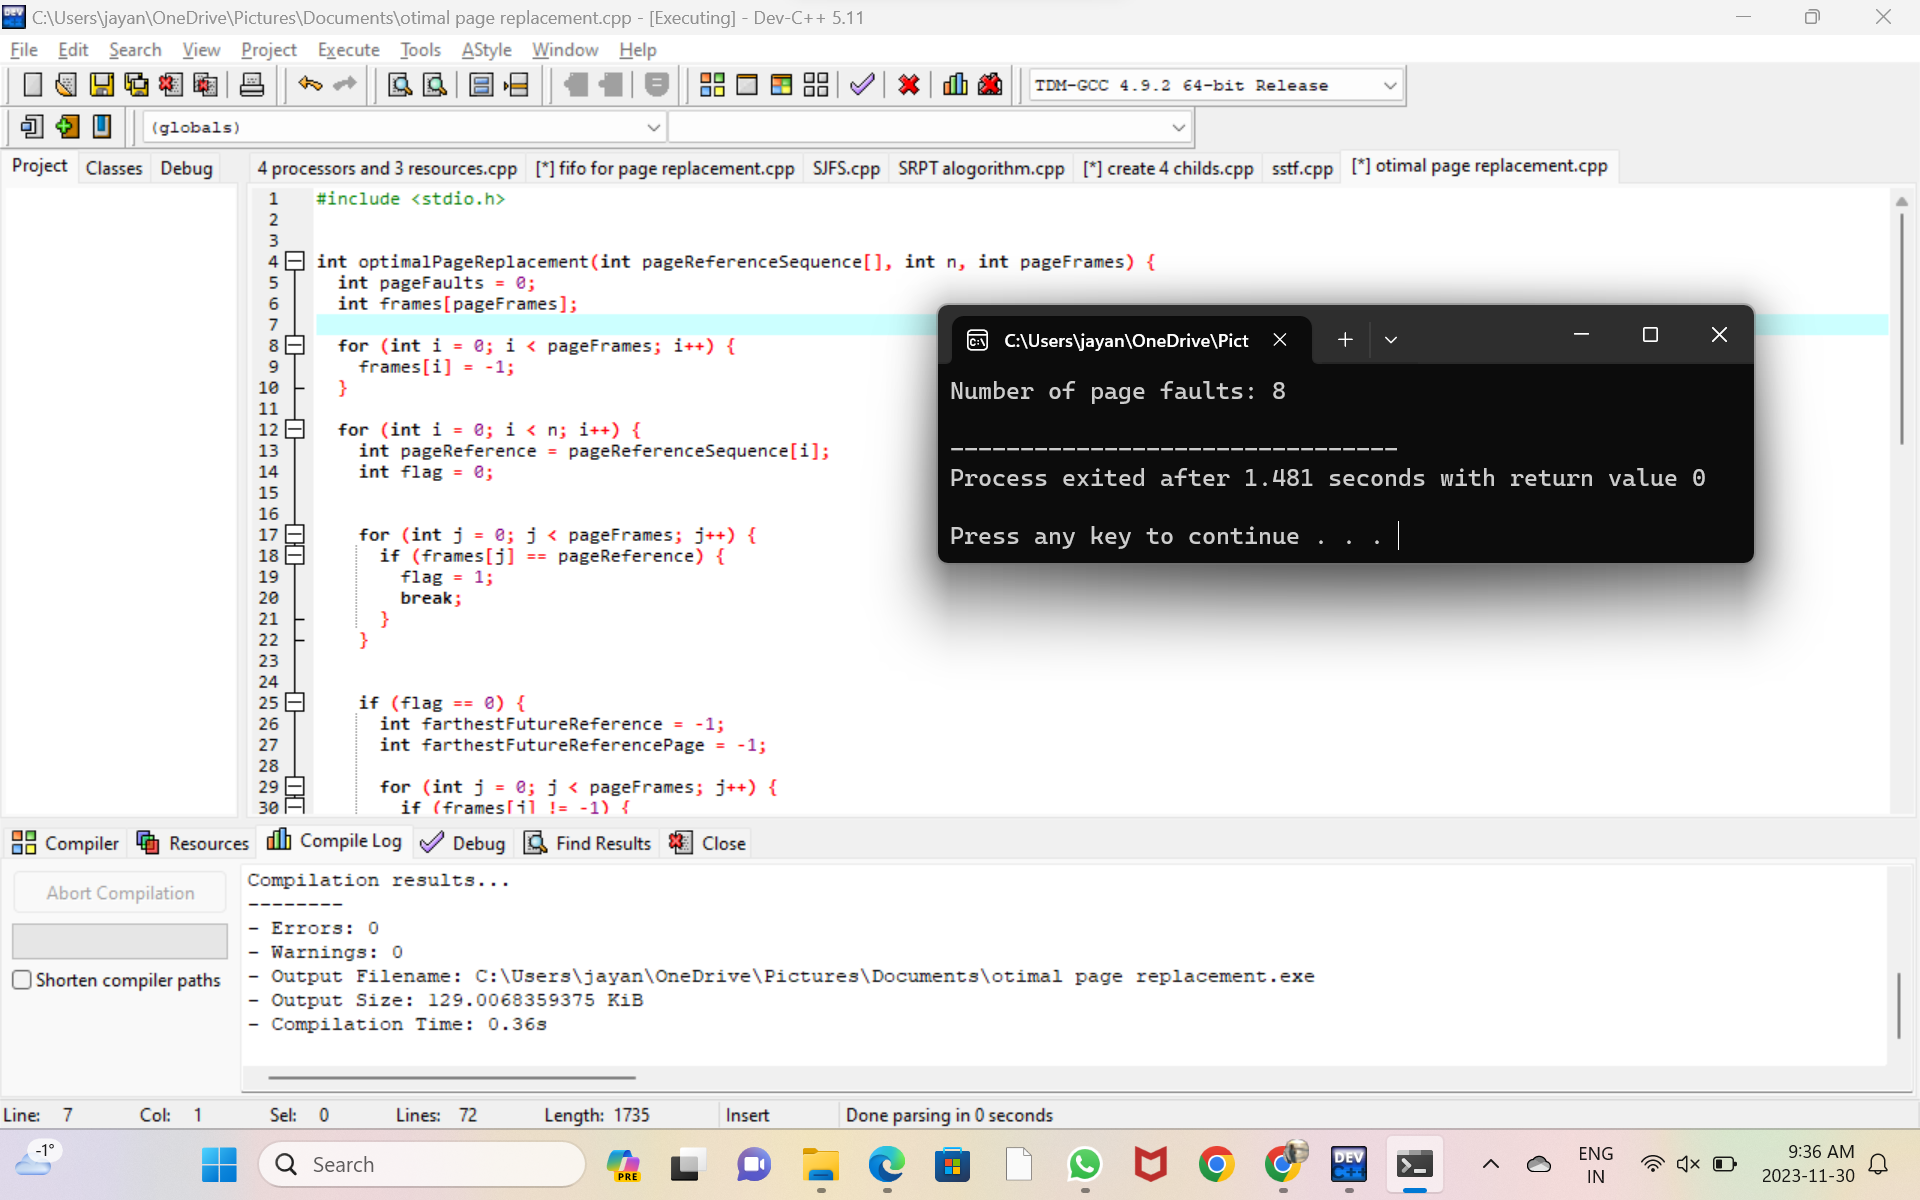 C:\Users\jayan\OneDrive\Pictures\Documents\otimal page replacement.cpp - [Executing] - Dev-C++ 5.11
File Edit Search View Project Execute Tools AStyle Window Help
TDM-GCC 4.9.2 64-bit Release
(globals)
Project Classes Debug
4 processors and 3 resources.cpp [*] fifo for page replacement.cpp SJFS.cpp SRPT alogorithm.cpp [*] create 4 childs.cpp sstf.cpp [*] otimal page replacement.cpp
1 #include <stdio.h>
2
3
4 int optimalPageReplacement(int pageReferenceSequence[], int n, int pageFrames) {
5 int pageFaults = 0;
6 int frames[pageFrames];
7
8 for (int i = 0; i < pageFrames; i++) {
9 frames[i] = -1;
10 }
11
12 for (int i = 0; i < n; i++) {
13 int pageReference = pageReferenceSequence[i];
14 int flag = 0;
15
16
17 for (int j = 0; j < pageFrames; j++) {
18 if (frames[j] == pageReference) {
19 flag = 1;
20 break;
21 }
22 }
23
24
25 if (flag == 0) {
26 int farthestFutureReference = -1;
27 int farthestFutureReferencePage = -1;
28
29 for (int j = 0; j < pageFrames; j++) {
30 if (frames[j] != -1) {
C:\Users\jayan\OneDrive\Pict
Number of page faults: 8
--------------------------------
Process exited after 1.481 seconds with return value 0
Press any key to continue . . .
Compiler Resources Compile Log Debug Find Results Close
Abort Compilation
Shorten compiler paths
Compilation results...
--------
- Errors: 0
- Warnings: 0
- Output Filename: C:\Users\jayan\OneDrive\Pictures\Documents\otimal page replacement.exe
- Output Size: 129.0068359375 KiB
- Compilation Time: 0.36s
Line: 7 Col: 1 Sel: 0 Lines: 72 Length: 1735 Insert Done parsing in 0 seconds
-1°
Search
PRE
DEV C++
ENG
IN
9:36 AM
2023-11-30